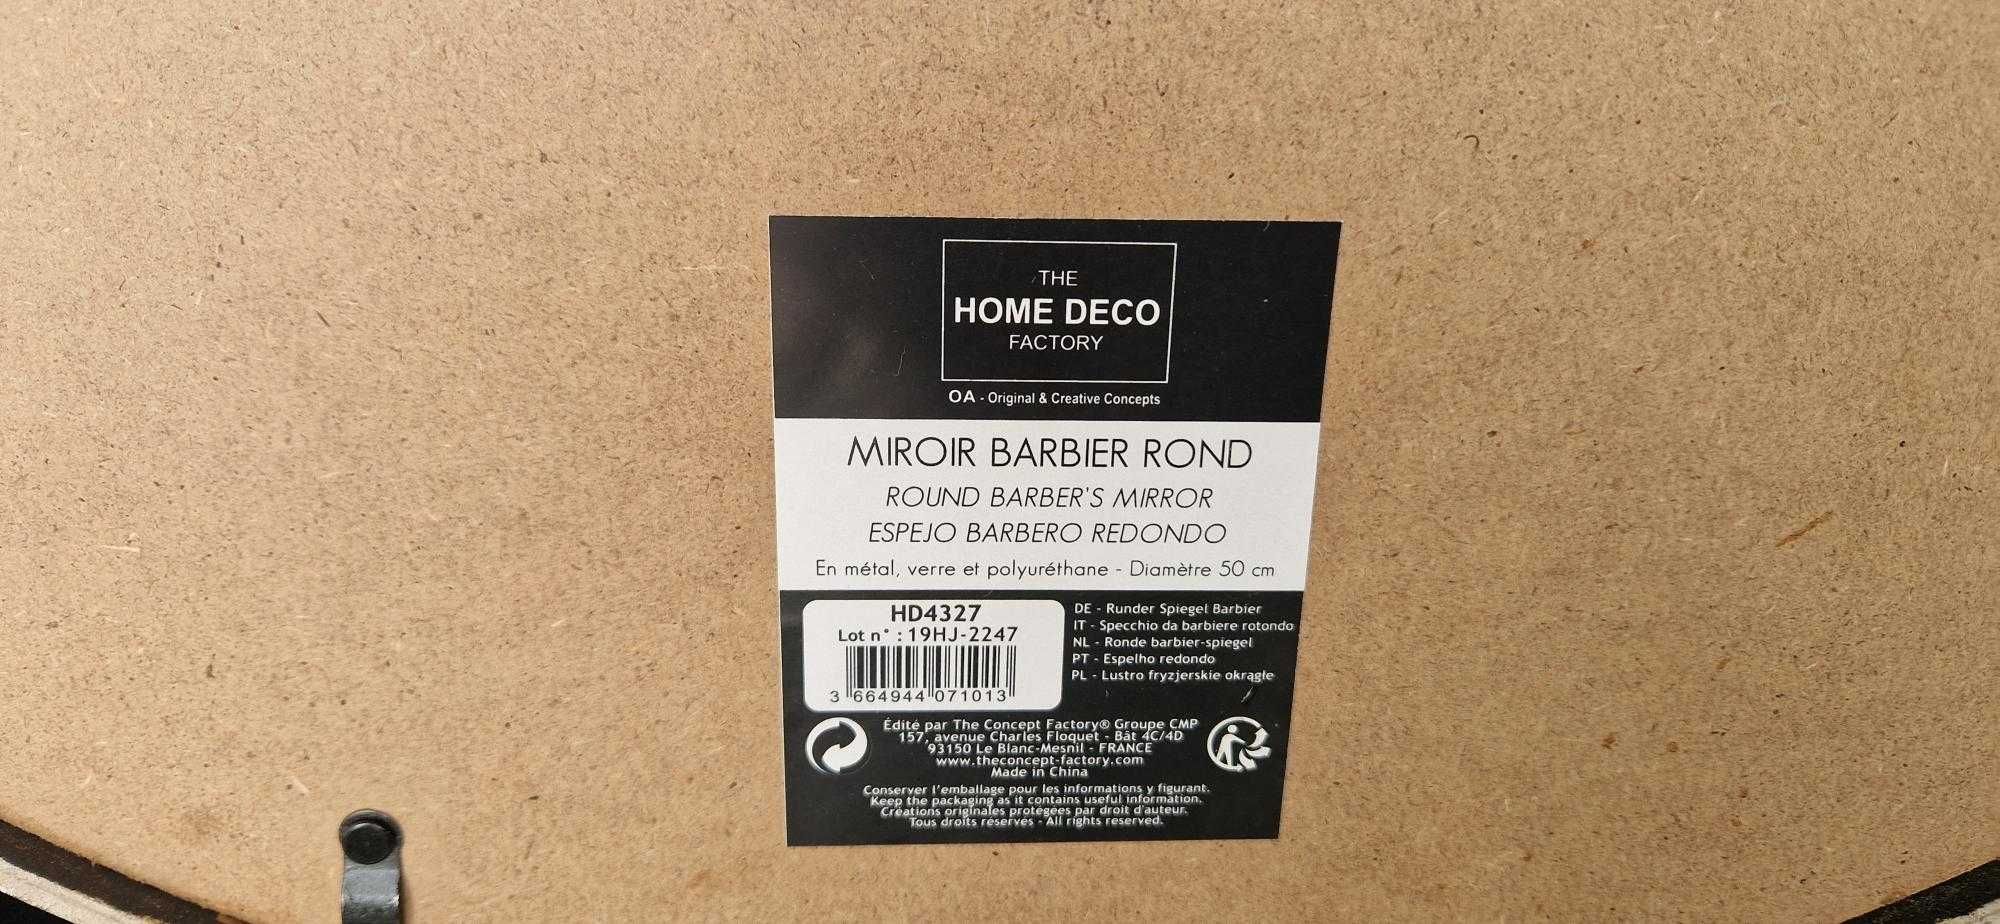 THE
HOME DECO
FACTORY
OA - Original & Creative Concepts
MIROIR BARBIER ROND
ROUND BARBER'S MIRROR
ESPEJO BARBERO REDONDO
En métal, verre et polyuréthane - Diamètre 50 cm
HD4327
Lot n° : 19HJ-2247
3 664944 071013
DE - Runder Spiegel Barbier
IT - Specchio da barbiere rotondo
NL - Ronde barbier-spiegel
PT - Espelho redondo
PL - Lustro fryzjerskie okrągłe
Édité par The Concept Factory® Groupe CMP
157, avenue Charles Floquet - Bât 4C/4D
93150 Le Blanc-Mesnil - FRANCE
www.theconcept-factory.com
Made in China
Conserver l'emballage pour les informations y figurant.
Keep the packaging as it contains useful information.
Créations originales protégées par droit d'auteur.
Tous droits réservés - All rights reserved.